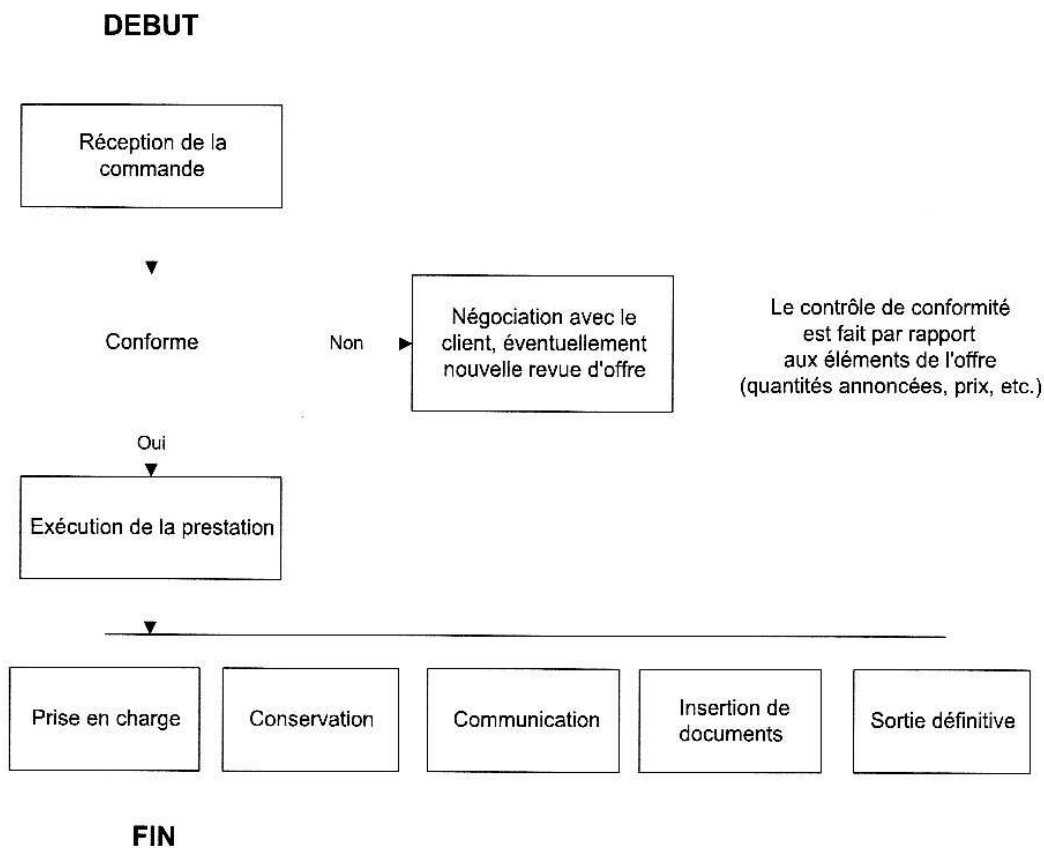 DEBUT
Réception de la
commande
Conforme
Non
Négociation avec le
client, éventuellement
nouvelle revue d'offre
Le contrôle de conformité
est fait par rapport
aux éléments de l'offre
(quantités annoncées, prix, etc.)
Oui
Exécution de la prestation
Prise en charge
Conservation
Communication
Insertion de
documents
Sortie définitive
FIN